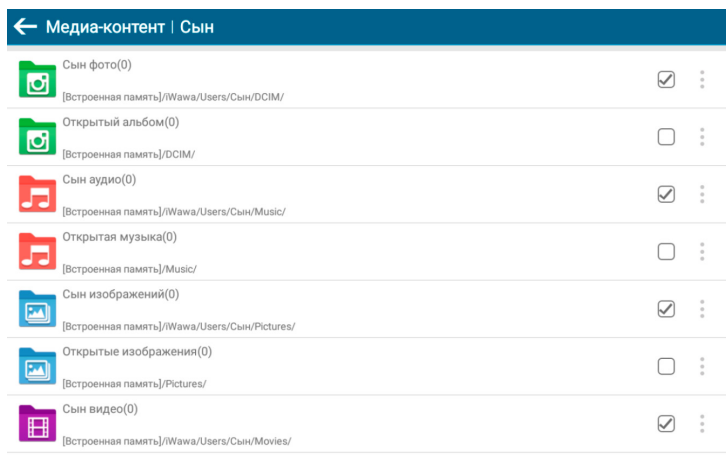 Медиа-контент | Сын
Сын фото(0)
[Встроенная память]/iWawa/Users/Сын/DCIM/
Открытый альбом(0)
[Встроенная память]/DCIM/
Сын аудио(0)
[Встроенная память]/iWawa/Users/Сын/Music/
Открытая музыка(0)
[Встроенная память]/Music/
Сын изображений(0)
[Встроенная память]/iWawa/Users/Сын/Pictures/
Открытые изображения(0)
[Встроенная память]/Pictures/
Сын видео(0)
[Встроенная память]/iWawa/Users/Сын/Movies/